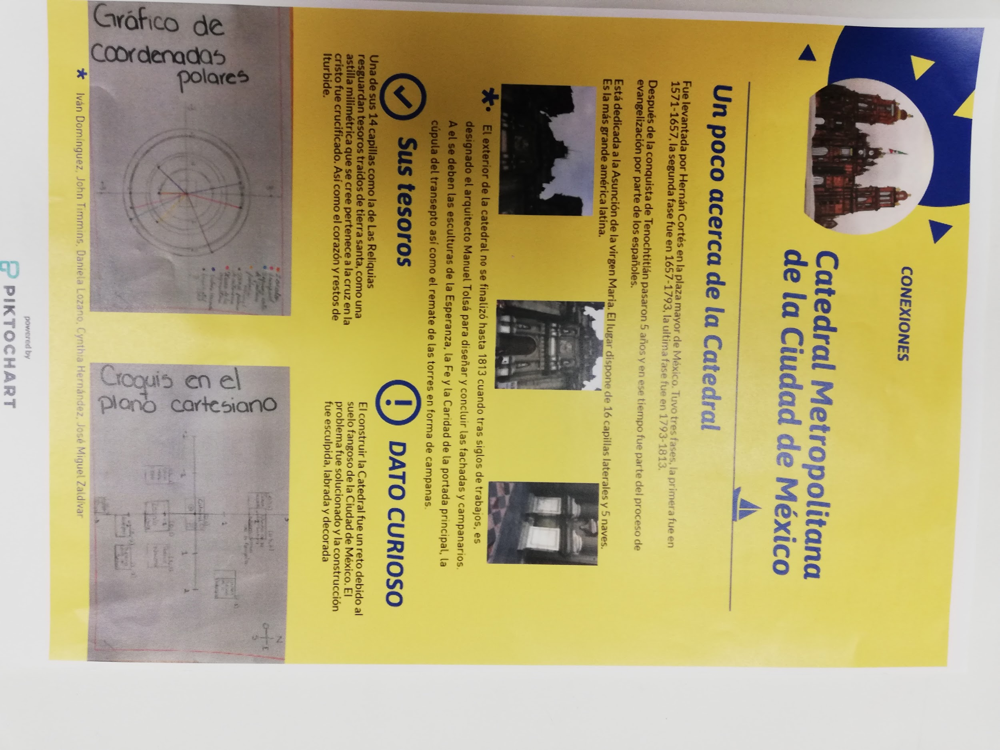 CONEXIONES
Catedral Metropolitana
de la Ciudad de México
Un poco acerca de la Catedral
Fue levantada por Hernán Cortés en la plaza mayor de México. Tuvo tres fases, la primera fue en
1571-1657, la segunda fase fue en 1657-1793, la ultima fase fue en 1793-1813.
Después de la conquista de Tenochtitlán pasaron 5 años y en ese tiempo fue parte del proceso de
evangelización por parte de los españoles.
Está dedicada a la Asunción de la virgen Maria. El lugar dispone de 16 capillas laterales y 5 naves.
Es la más grande américa latina.
El exterior de la catedral no se finalizó hasta 1813 cuando tras siglos de trabajos, es
designado el arquitecto Manuel Tolsá para diseñar y concluir las fachadas y campanarios.
A el se deben las esculturas de la Esperanza, la Fe y la Caridad de la portada principal, la
cúpula del transepto así como el remate de las torres en forma de campanas.
Sus tesoros
Una de sus 14 capillas como la de Las Reliquias
resguardan tesoros traidos de tierra santa, como una
astilla milimétrica que se cree pertenece a la cruz en la
cristo fue crucificado. Así como el corazón y restos de
Iturbide.
DATO CURIOSO
El construir la Catedral fue un reto debido al
suelo fangoso de la Ciudad de México. El
problema fue solucionado y la construcción
fue esculpida, labrada y decorada
Gráfico de
coordenadas
polares
Croquis en el
plano cartesiano
N
O E
S
* Iván Domínguez, John Timmins, Daniela Lozano, Cynthia Hernández, José Miguel Zaldívar
powered by
PIKTOCHART